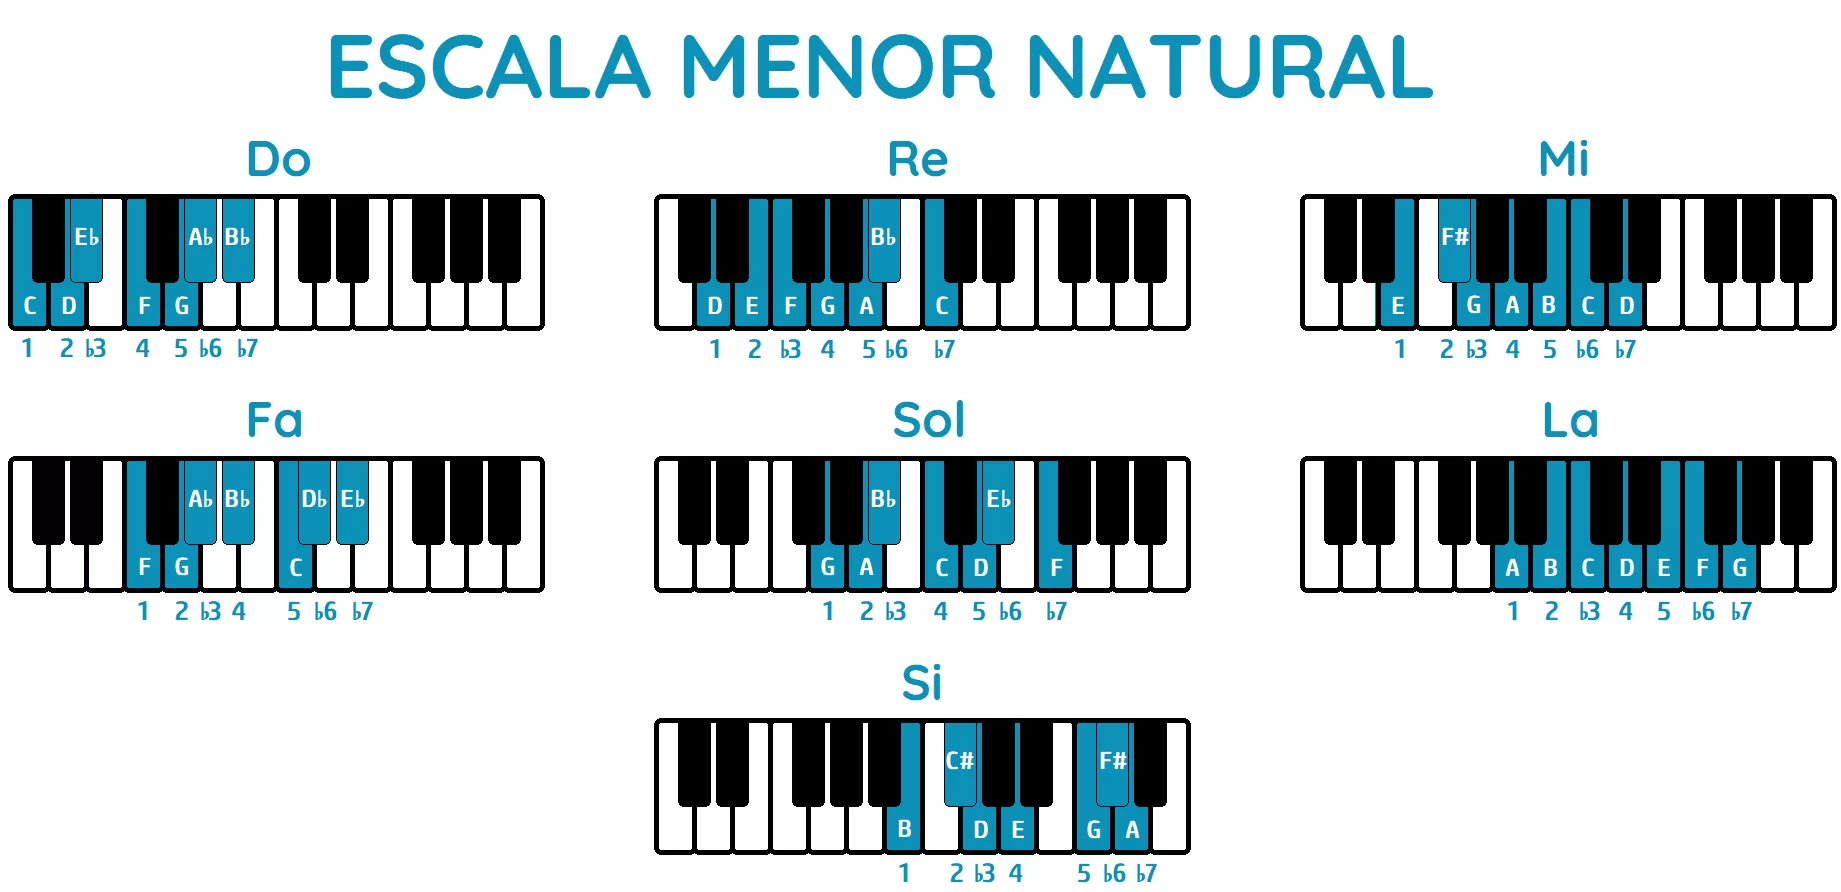 ESCALA MENOR NATURAL
Do Re Mi
E♭ A♭ B♭ B♭ F#
C D F G D E F G A C E G A B C D
1 2 ♭3 4 5 ♭6 ♭7 1 2 ♭3 4 5 ♭6 ♭7 1 2 ♭3 4 5 ♭6 ♭7
Fa Sol La
A♭ B♭ D♭ E♭ B♭ E♭
F G C G A C D F A B C D E F G
1 2 ♭3 4 5 ♭6 ♭7 1 2 ♭3 4 5 ♭6 ♭7 1 2 ♭3 4 5 ♭6 ♭7
Si
C# F#
B D E G A
1 2 ♭3 4 5 ♭6 ♭7